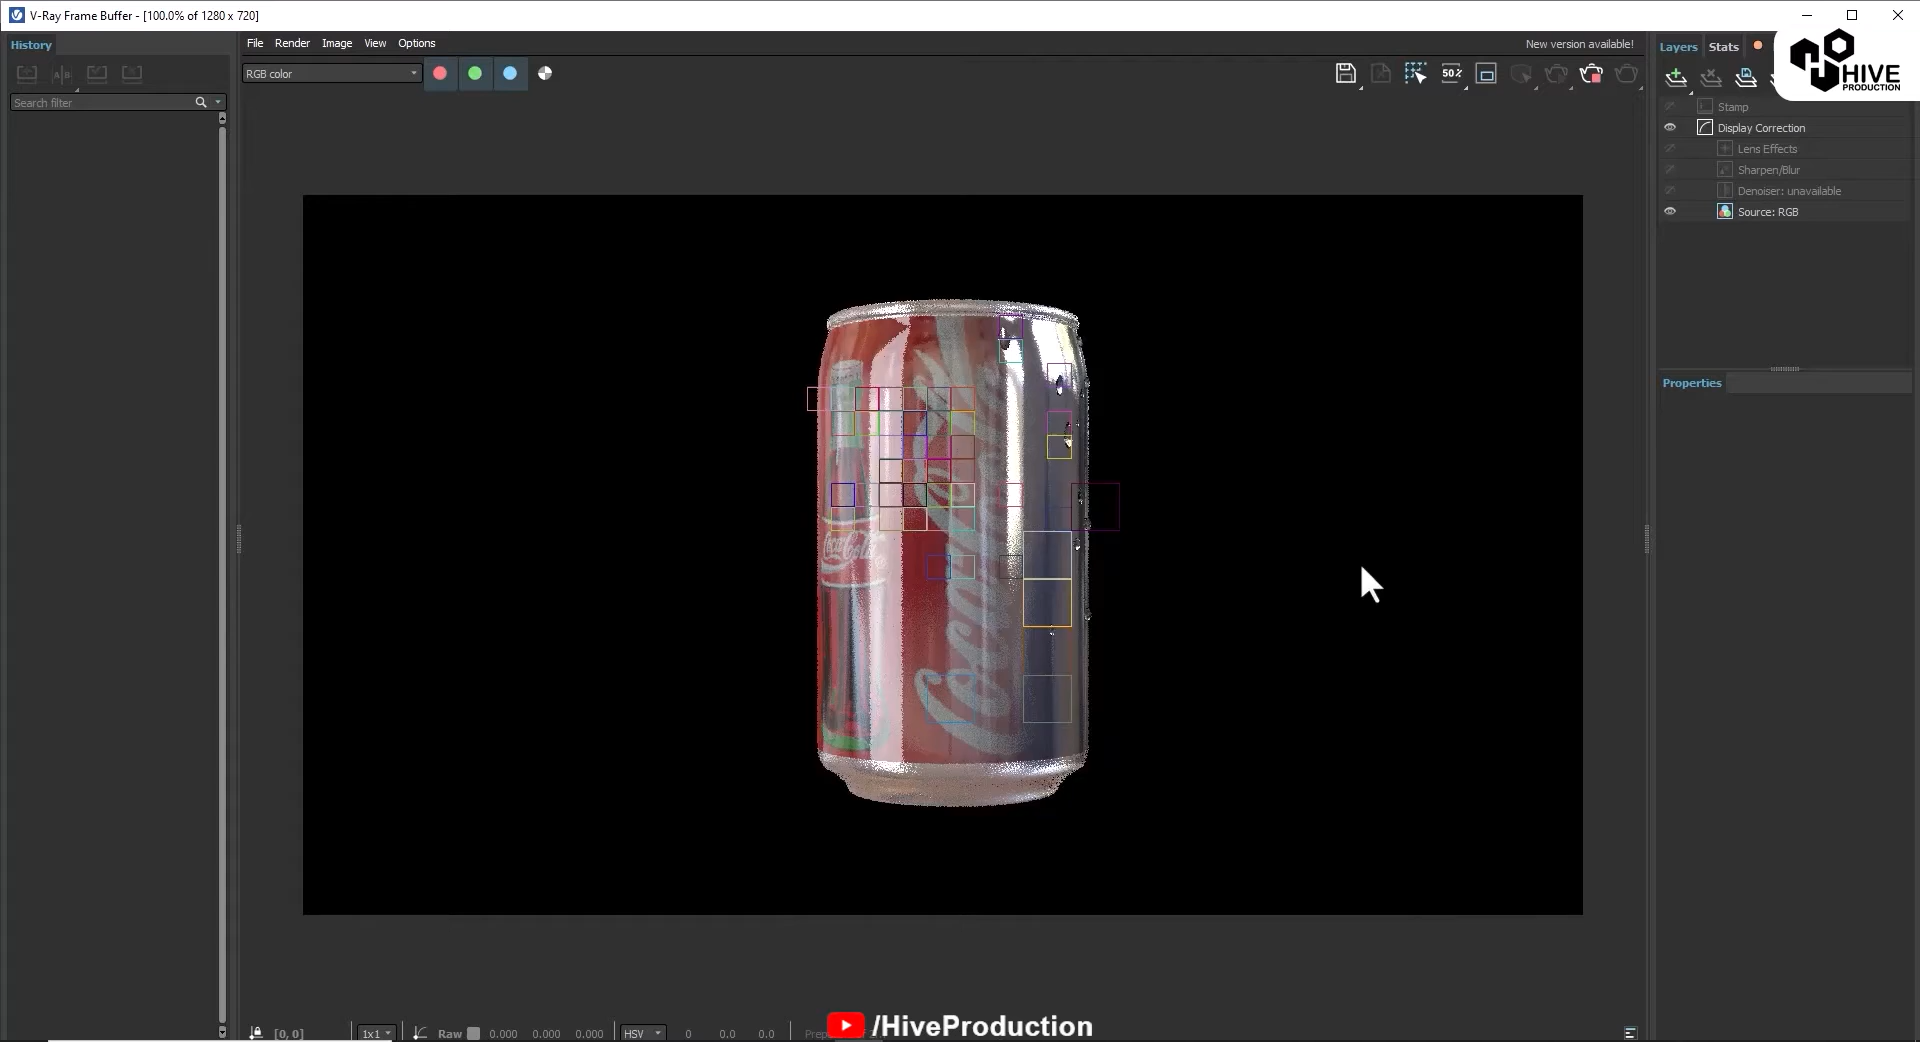 V-Ray Frame Buffer - [100.0% of 1280 x 720]
History
File Render Image View Options
New version available!
Layers Stats
HIVE
PRODUCTION
RGB color
50%
Search filter
Stamp
Display Correction
Lens Effects
Sharpen/Blur
Denoiser: unavailable
Source: RGB
Properties
Coca-Cola
Coca-Cola
[0, 0]
1x1
Raw
0.000
0.000
0.000
HSV
0
0.0
0.0
/HiveProduction